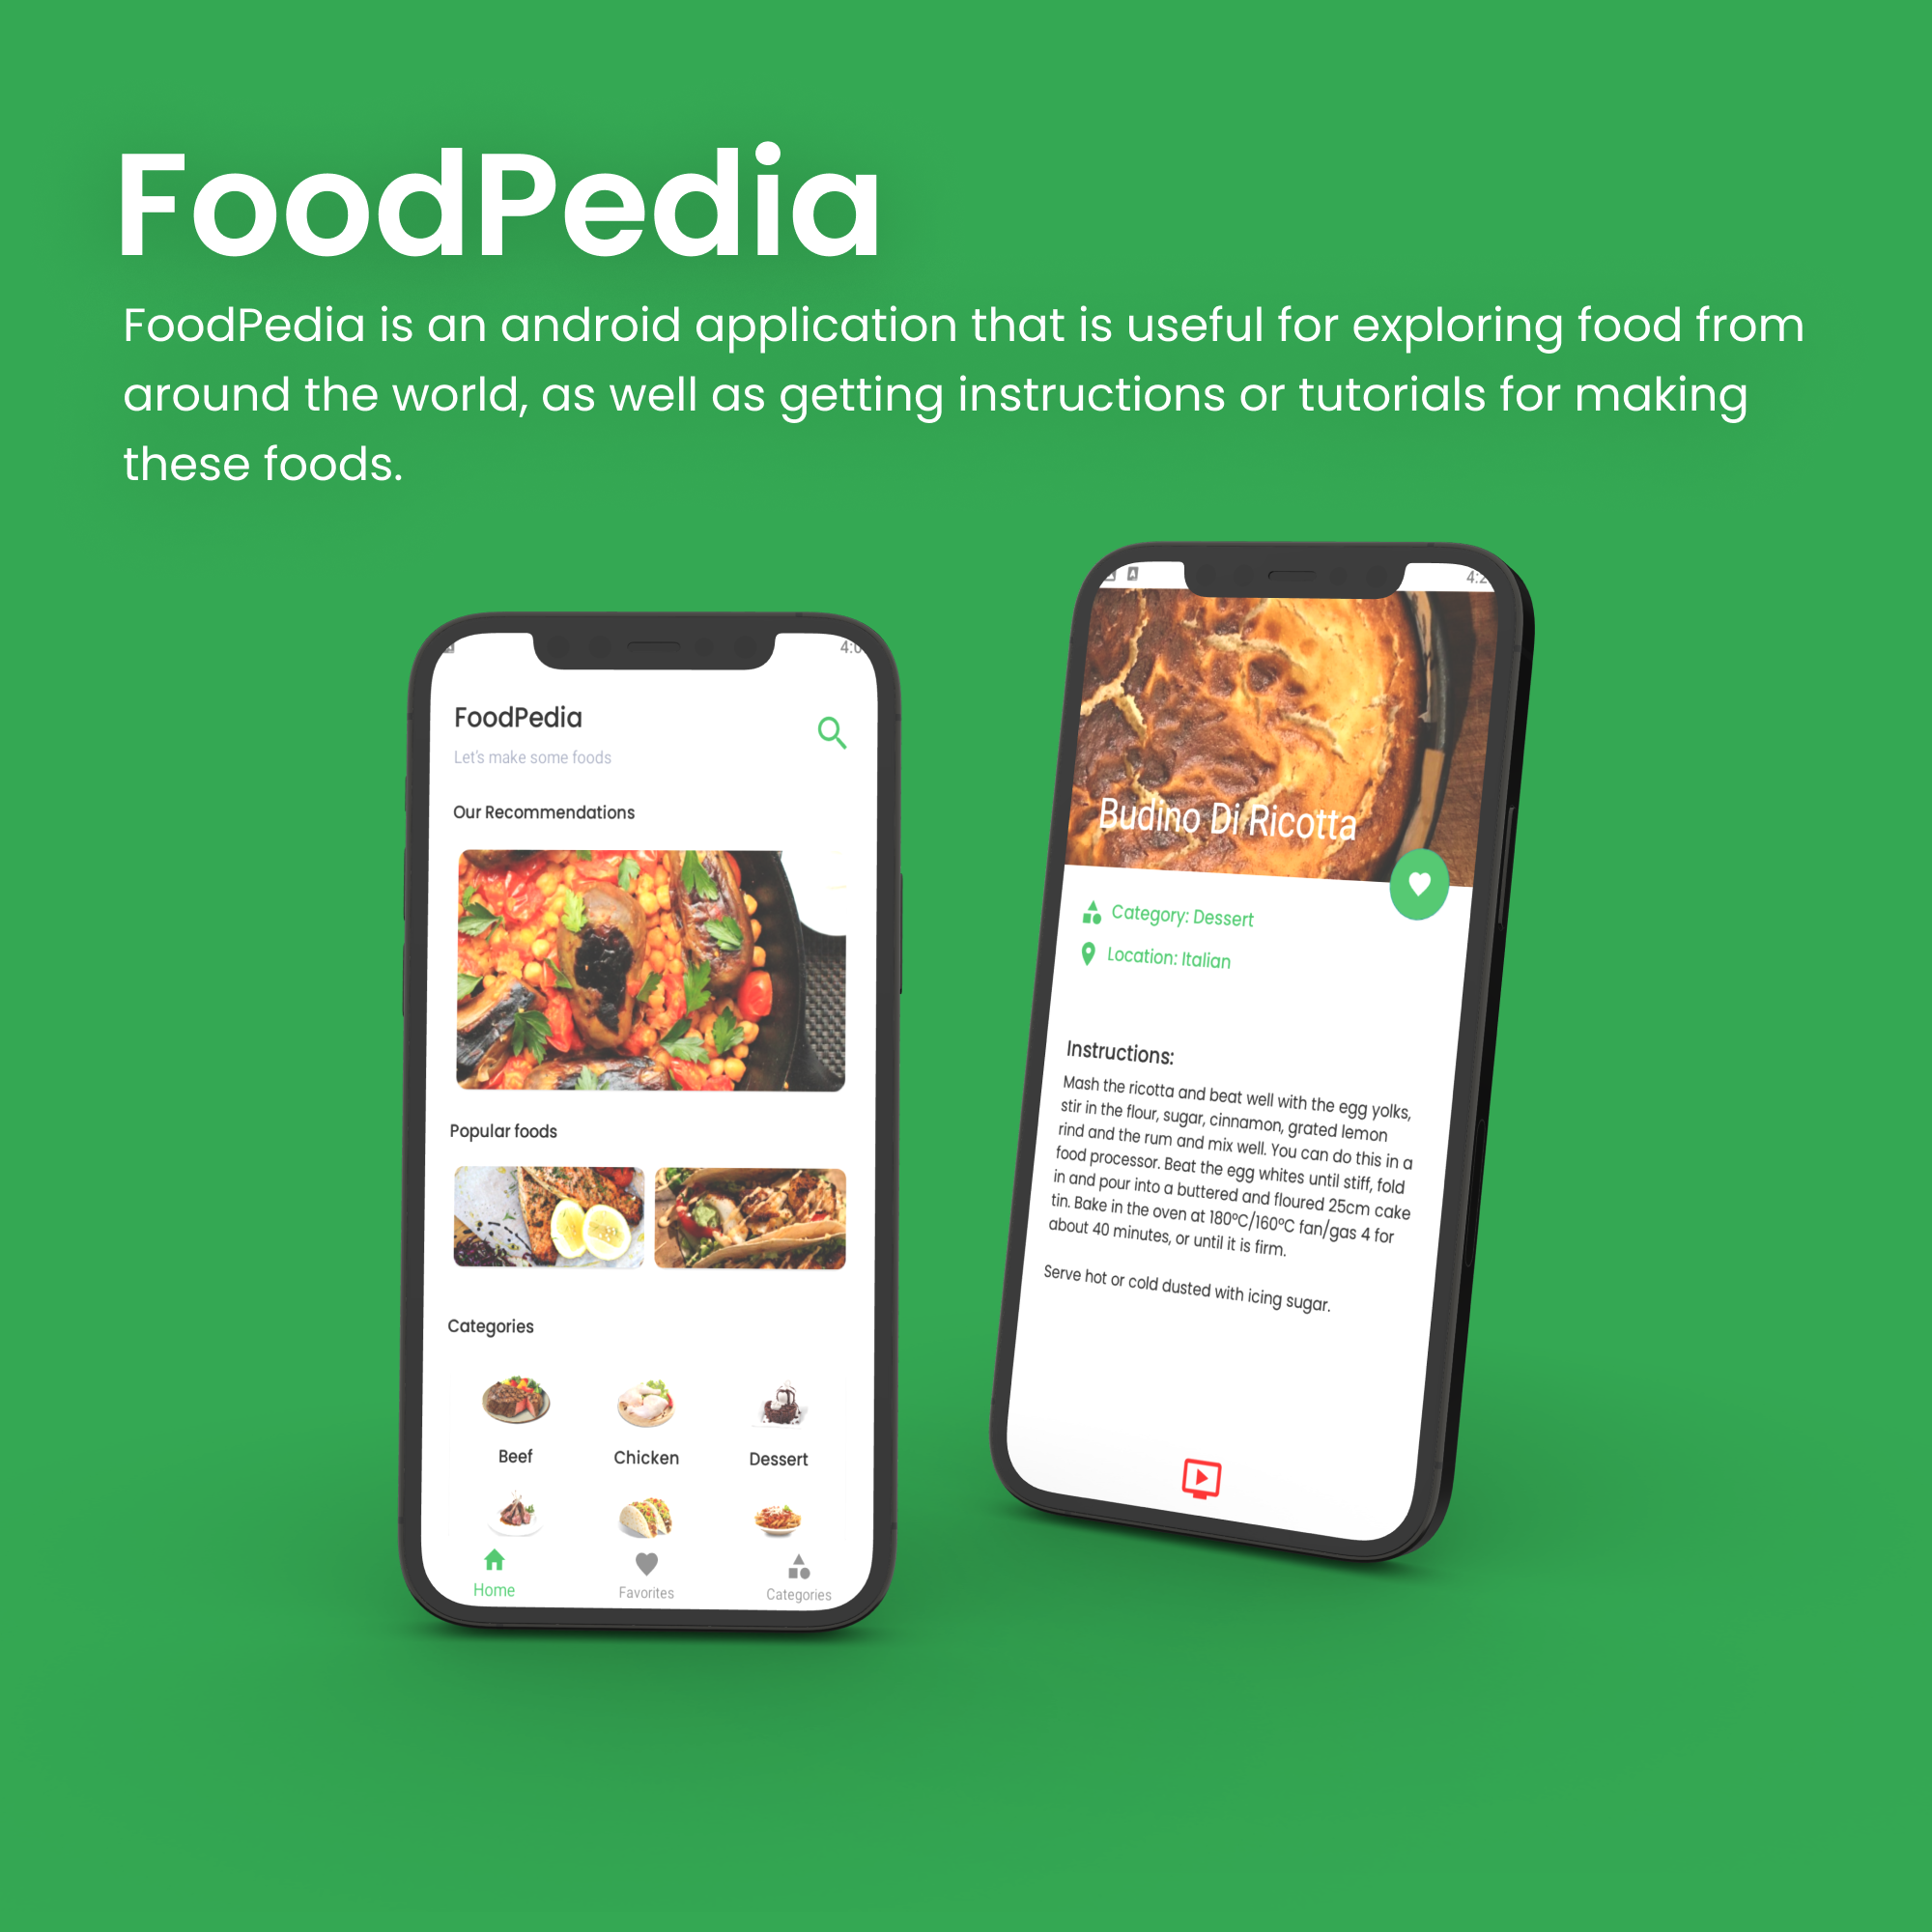 FoodPedia
FoodPedia is an android application that is useful for exploring food from
around the world, as well as getting instructions or tutorials for making
these foods.
FoodPedia
Let's make some foods
Our Recommendations
Popular foods
Categories
Beef
Chicken
Dessert
Home
Favorites
Categories
Budino Di Ricotta
Category: Dessert
Location: Italian
Instructions:
Mash the ricotta and beat well with the egg yolks,
stir in the flour, sugar, cinnamon, grated lemon
rind and the rum and mix well. You can do this in a
food processor. Beat the egg whites until stiff, fold
in and pour into a buttered and floured 25cm cake
tin. Bake in the oven at 180ºC/160ºC fan/gas 4 for
about 40 minutes, or until it is firm.
Serve hot or cold dusted with icing sugar.